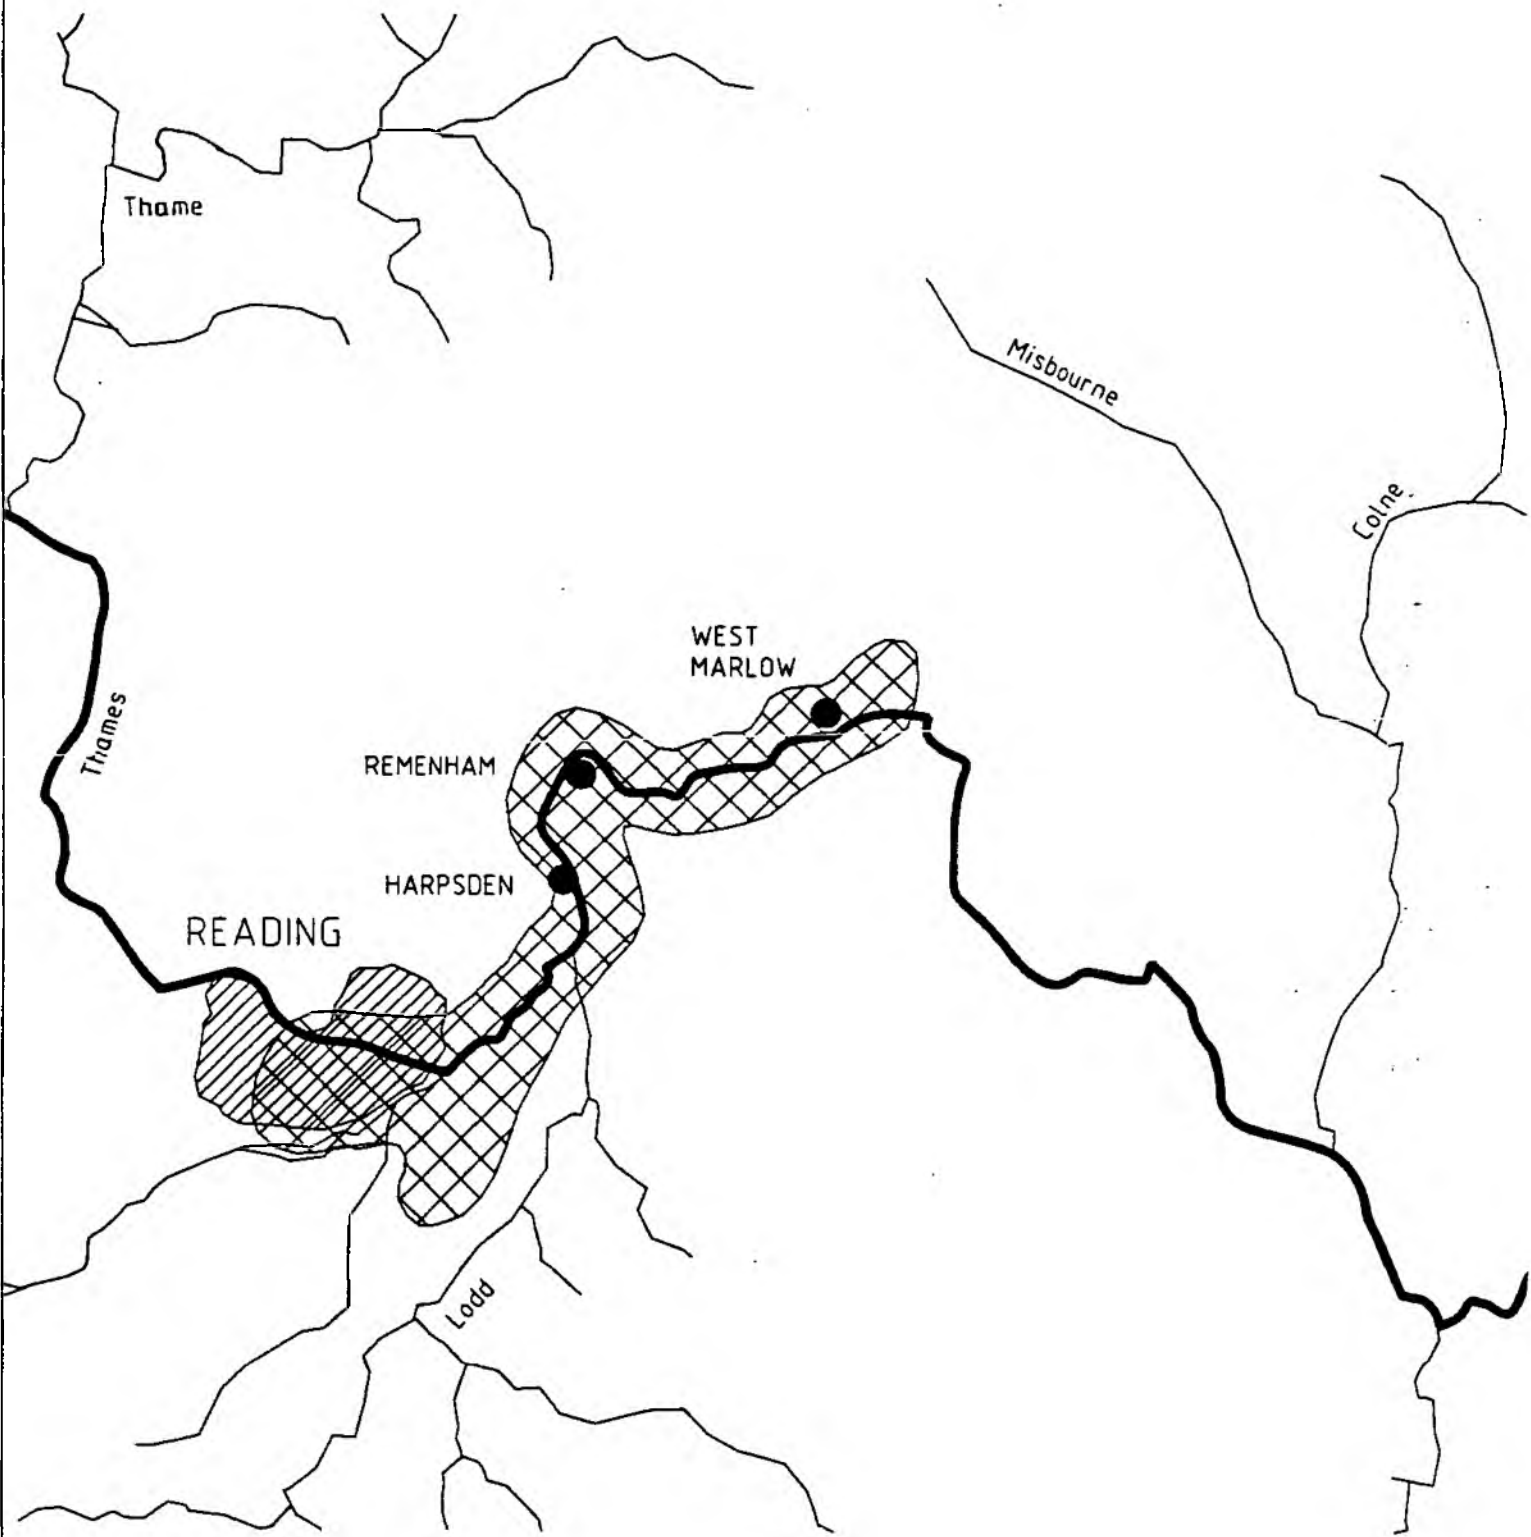 Thame
Misbourne
Colne
WEST
MARLOW
Thames
REMENHAM
HARPSDEN
READING
Lodd